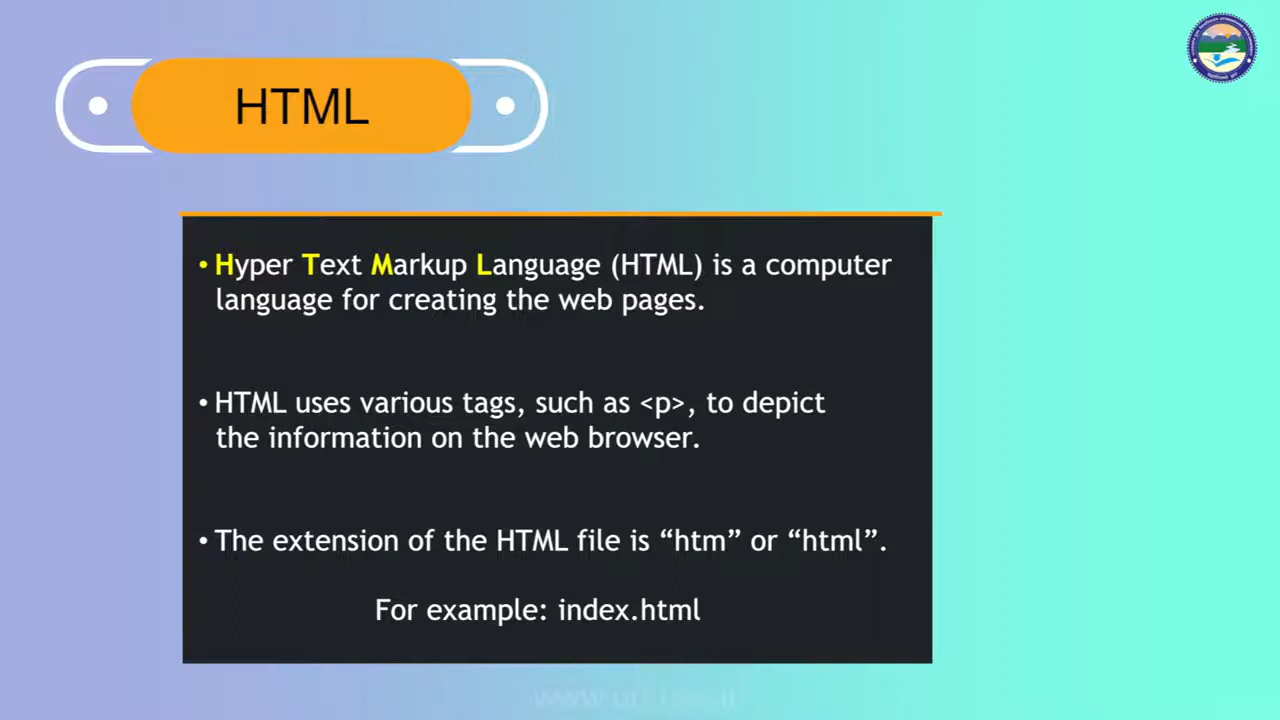 HTML
• Hyper Text Markup Language (HTML) is a computer
language for creating the web pages.
• HTML uses various tags, such as <p>, to depict
the information on the web browser.
• The extension of the HTML file is “htm” or “html”.
For example: index.html